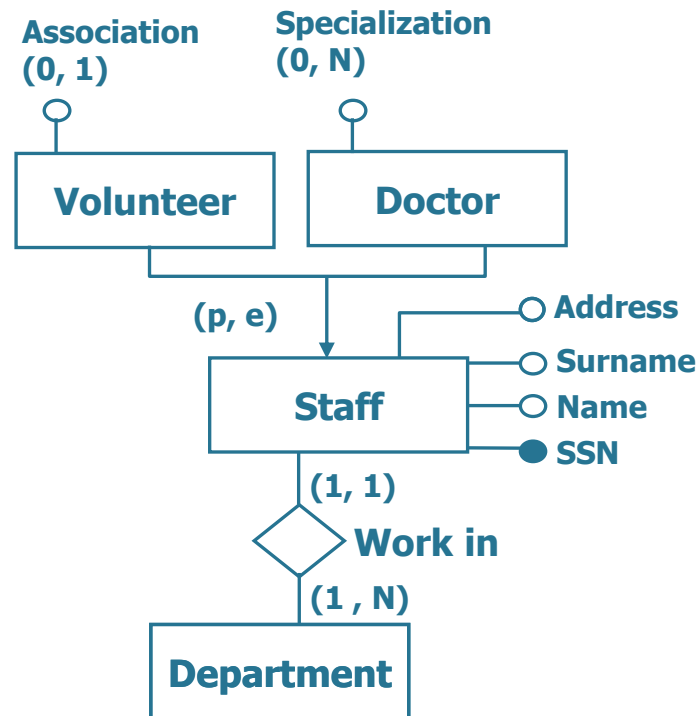 Association
(0, 1)
Specialization
(0, N)
Volunteer
Doctor
(p, e)
Address
Surname
Staff
Name
SSN
(1, 1)
Work in
(1 , N)
Department